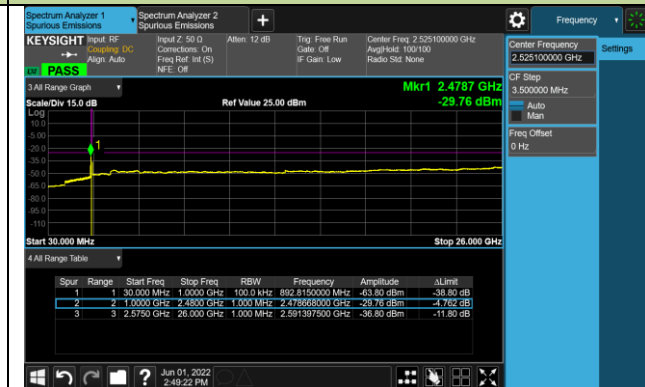 Spectrum Analyzer 1
Spurious Emissions
Spectrum Analyzer 2
Spurious Emissions
+
Frequency
KEYSIGHT
Input: RF
Coupling: DC
Align: Auto
Input Z: 50 Ω
Corrections: On
Freq Ref: Int (S)
NFE: Off
Atten: 12 dB
Trig: Free Run
Gate: Off
IF Gain: Low
Center Freq: 2.525100000 GHz
Avg|Hold: 100/100
Radio Std: None
PASS
Center Frequency
2.525100000 GHz
Settings
CF Step
3.500000 MHz
Auto
Man
Freq Offset
0 Hz
3 All Range Graph
Mkr1 2.4787 GHz
Scale/Div 15.0 dB
Ref Value 25.00 dBm
-29.76 dBm
Log
10.0
-5.00
-20.0
-35.0
-50.0
-65.0
-80.0
-95.0
-110
1
Start 30.000 MHz
Stop 26.000 GHz
4 All Range Table
Spur Range Start Freq Stop Freq RBW Frequency Amplitude ΔLimit
1 1 30.000 MHz 1.0000 GHz 100.0 kHz 892.8150000 MHz -63.80 dBm -38.80 dB
2 2 1.0000 GHz 2.4800 GHz 1.000 MHz 2.478668000 GHz -29.76 dBm -4.762 dB
3 3 2.5750 GHz 26.000 GHz 1.000 MHz 2.591397500 GHz -36.80 dBm -11.80 dB
?
Jun 01, 2022
2:49:22 PM